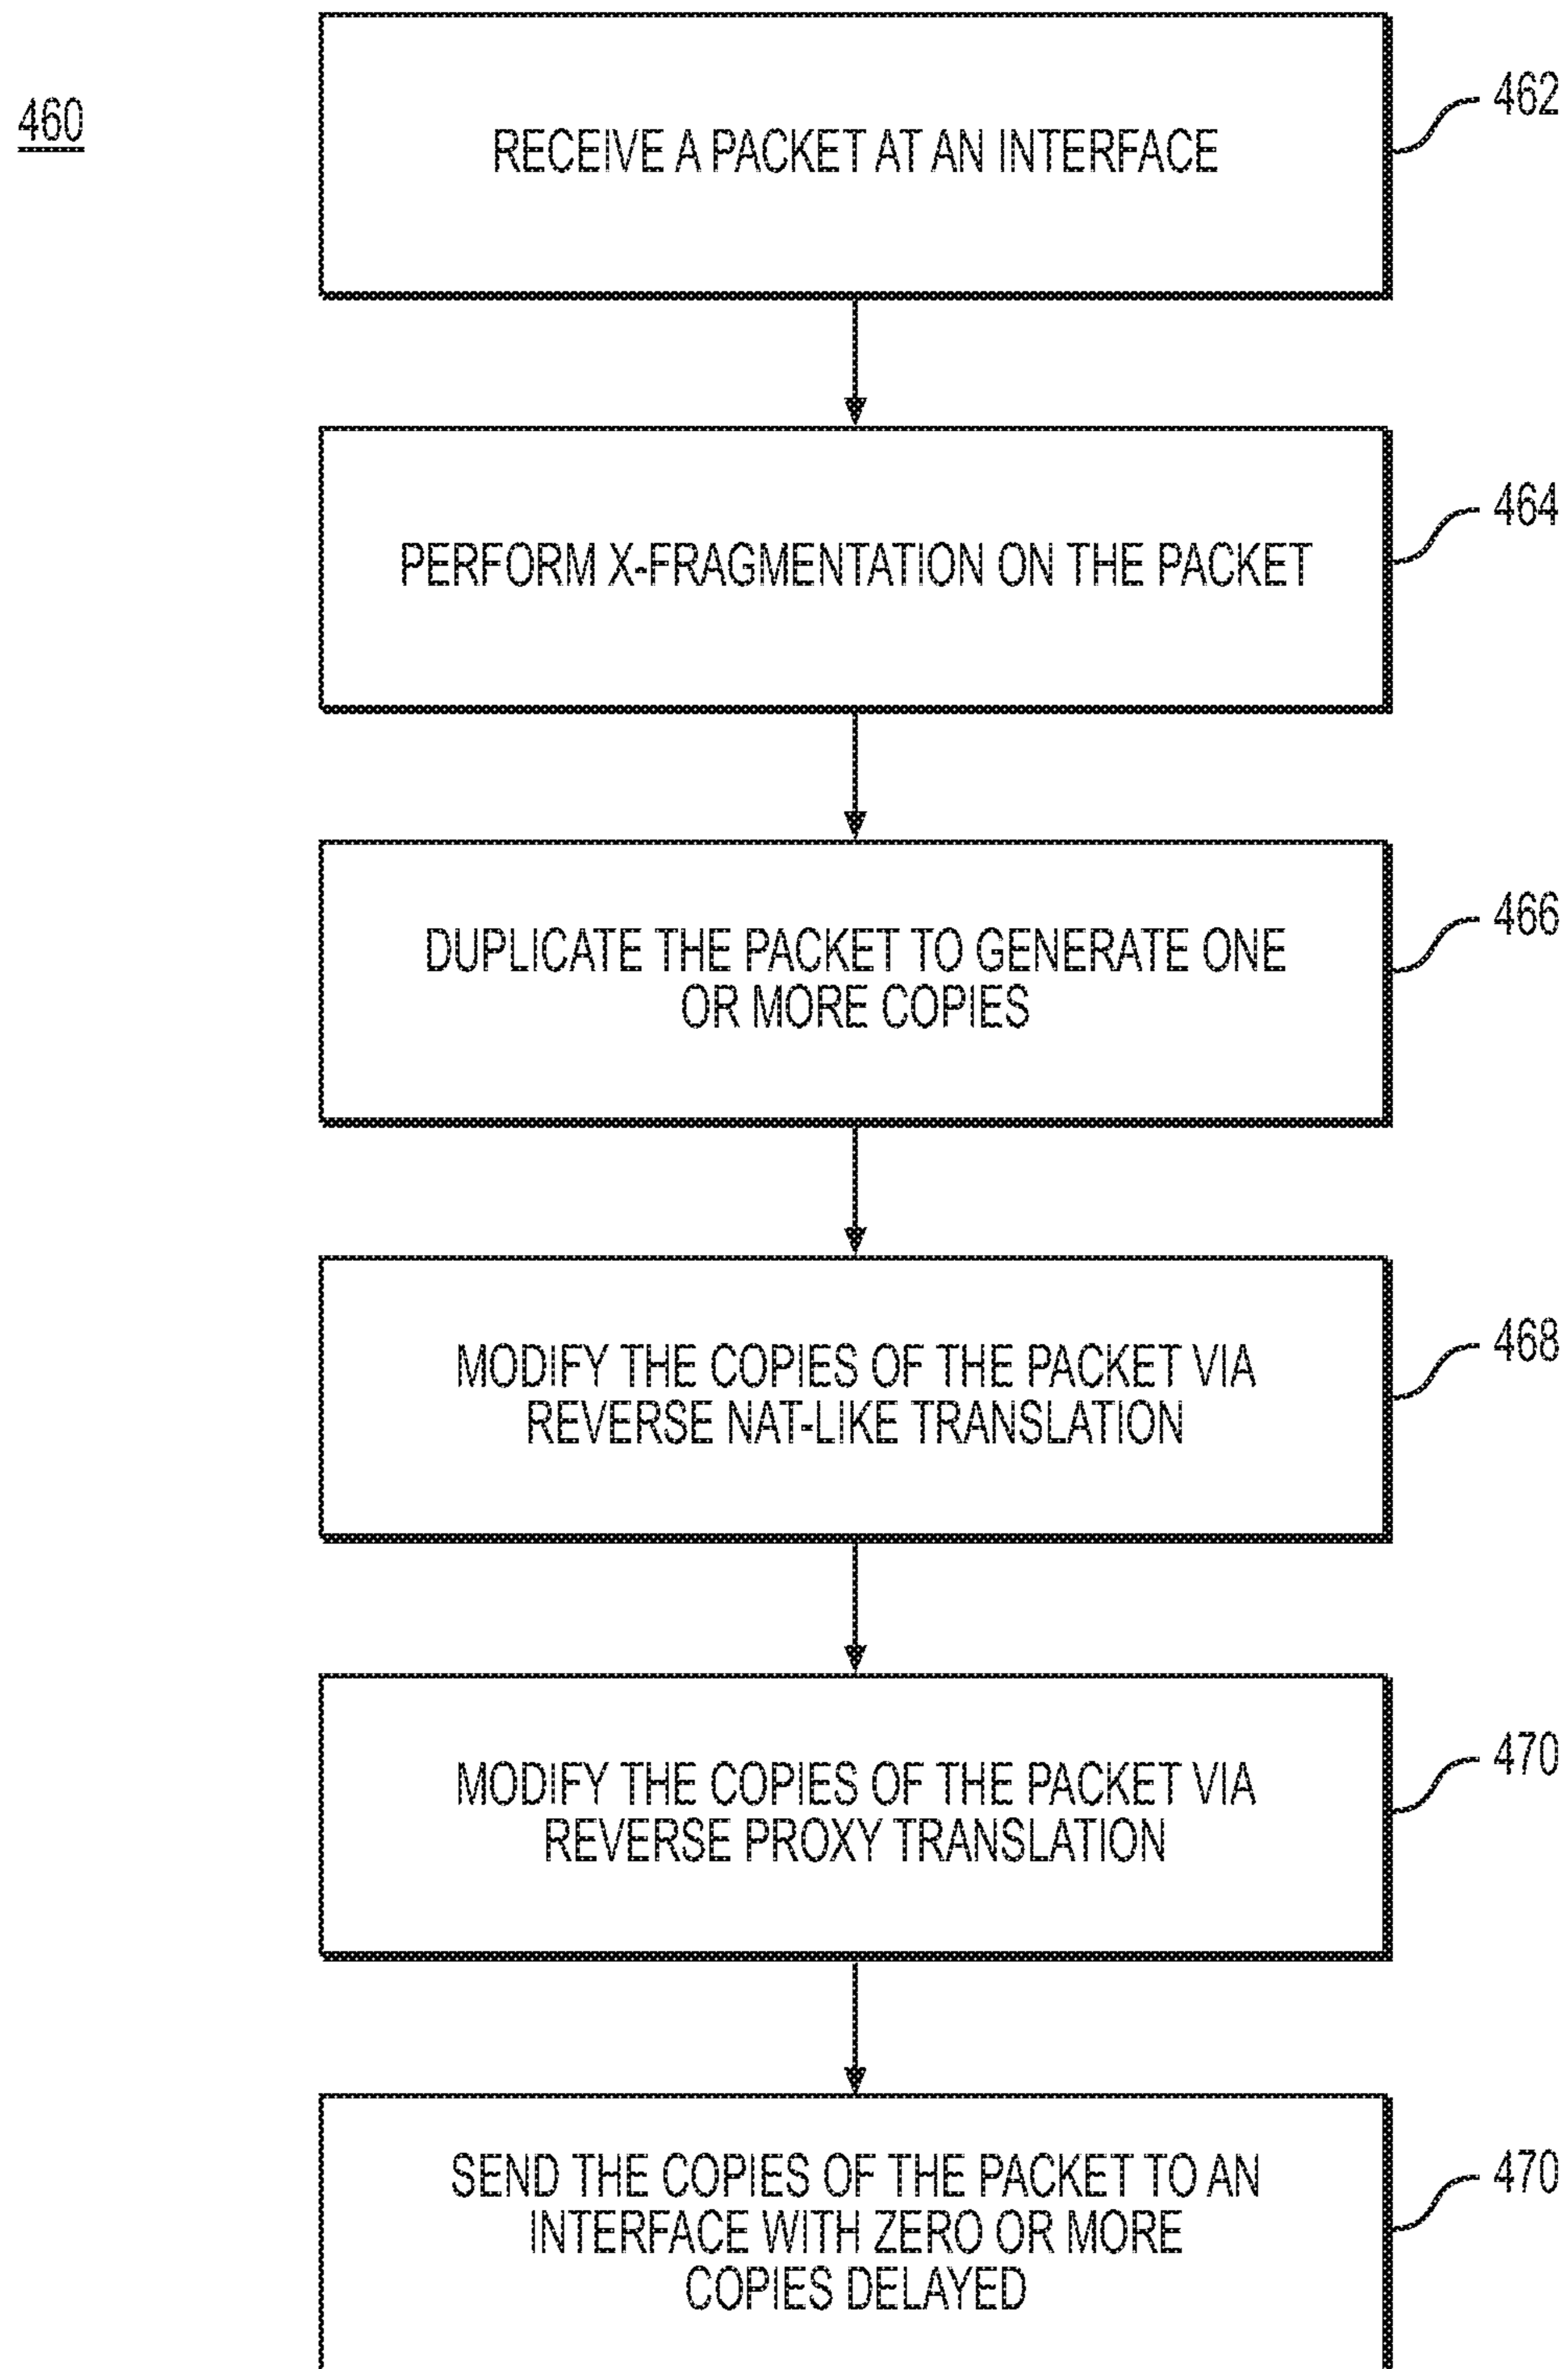 460
RECEIVE A PACKET AT AN INTERFACE
462
PERFORM X-FRAGMENTATION ON THE PACKET
464
DUPLICATE THE PACKET TO GENERATE ONE
OR MORE COPIES
466
MODIFY THE COPIES OF THE PACKET VIA
REVERSE NAT-LIKE TRANSLATION
468
MODIFY THE COPIES OF THE PACKET VIA
REVERSE PROXY TRANSLATION
470
SEND THE COPIES OF THE PACKET TO AN
INTERFACE WITH ZERO OR MORE
COPIES DELAYED
470